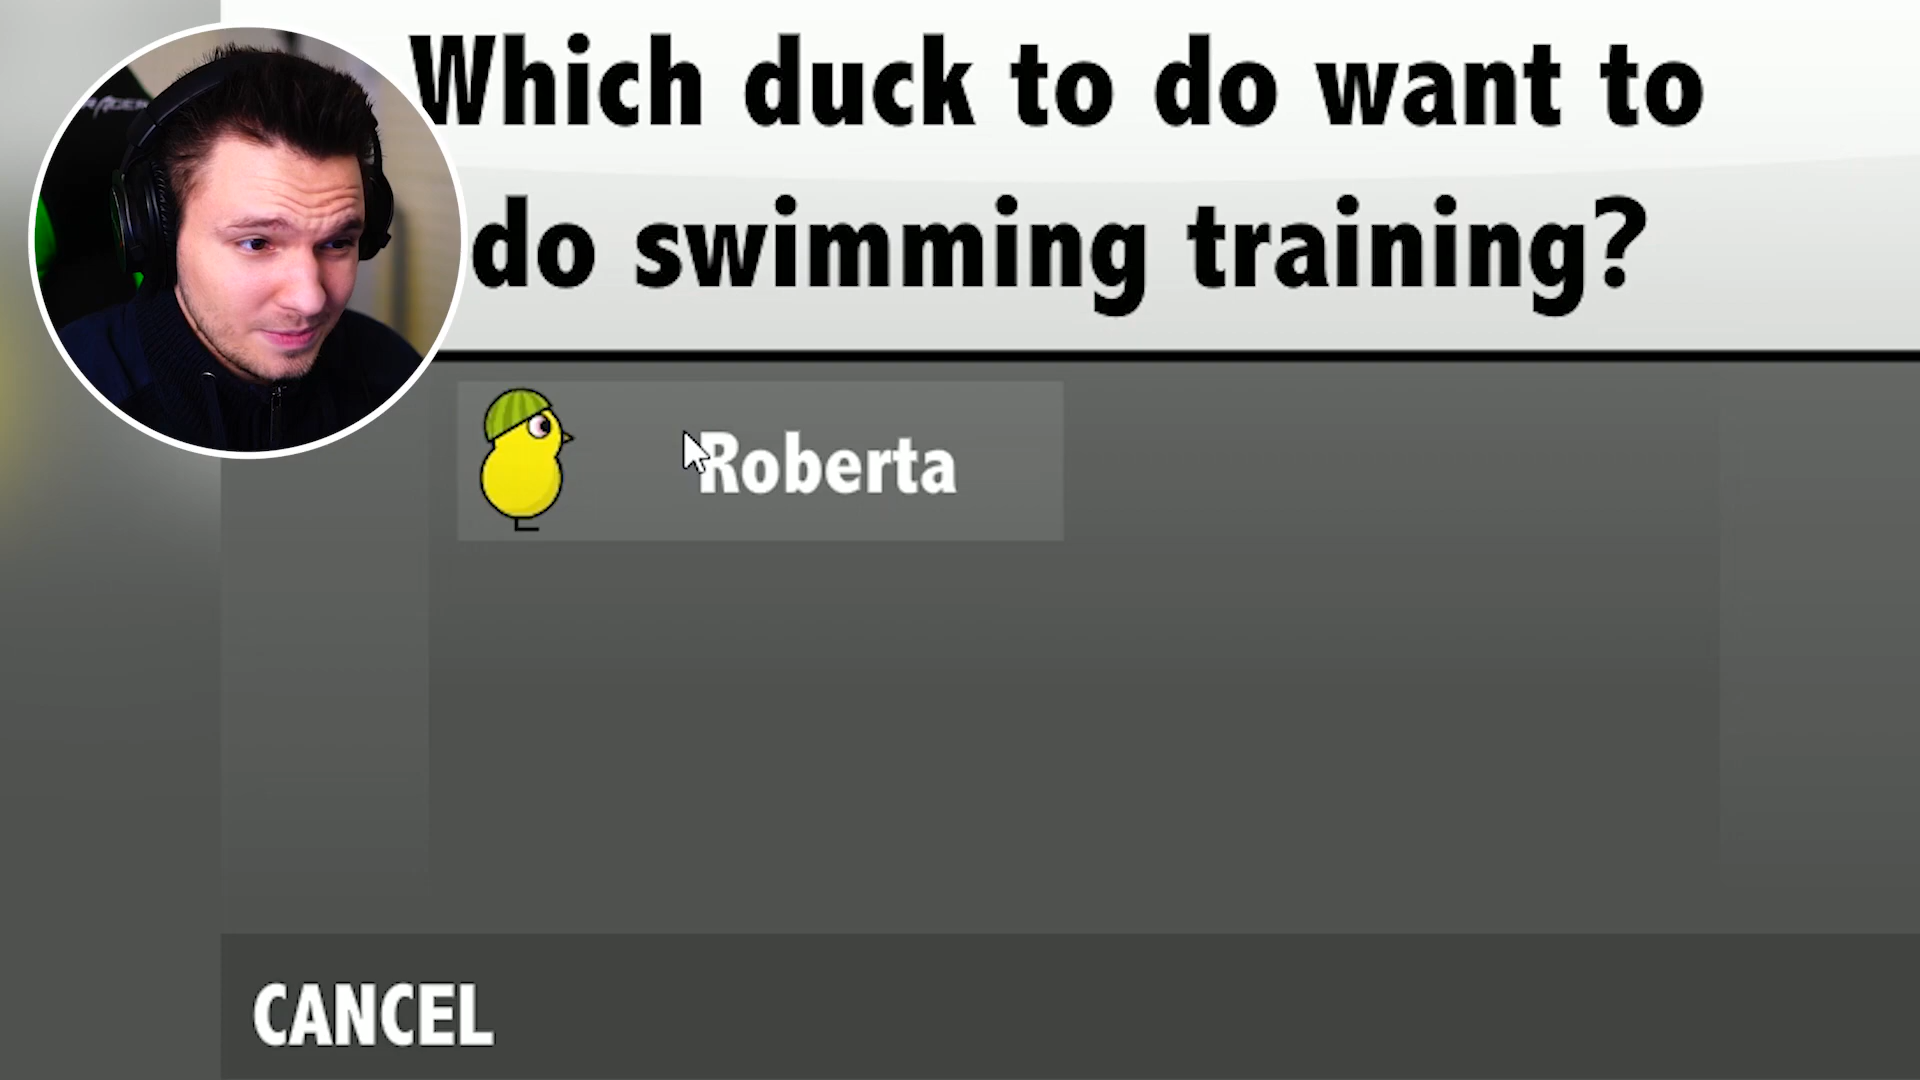 Which duck to do want to
do swimming training?
Roberta
CANCEL